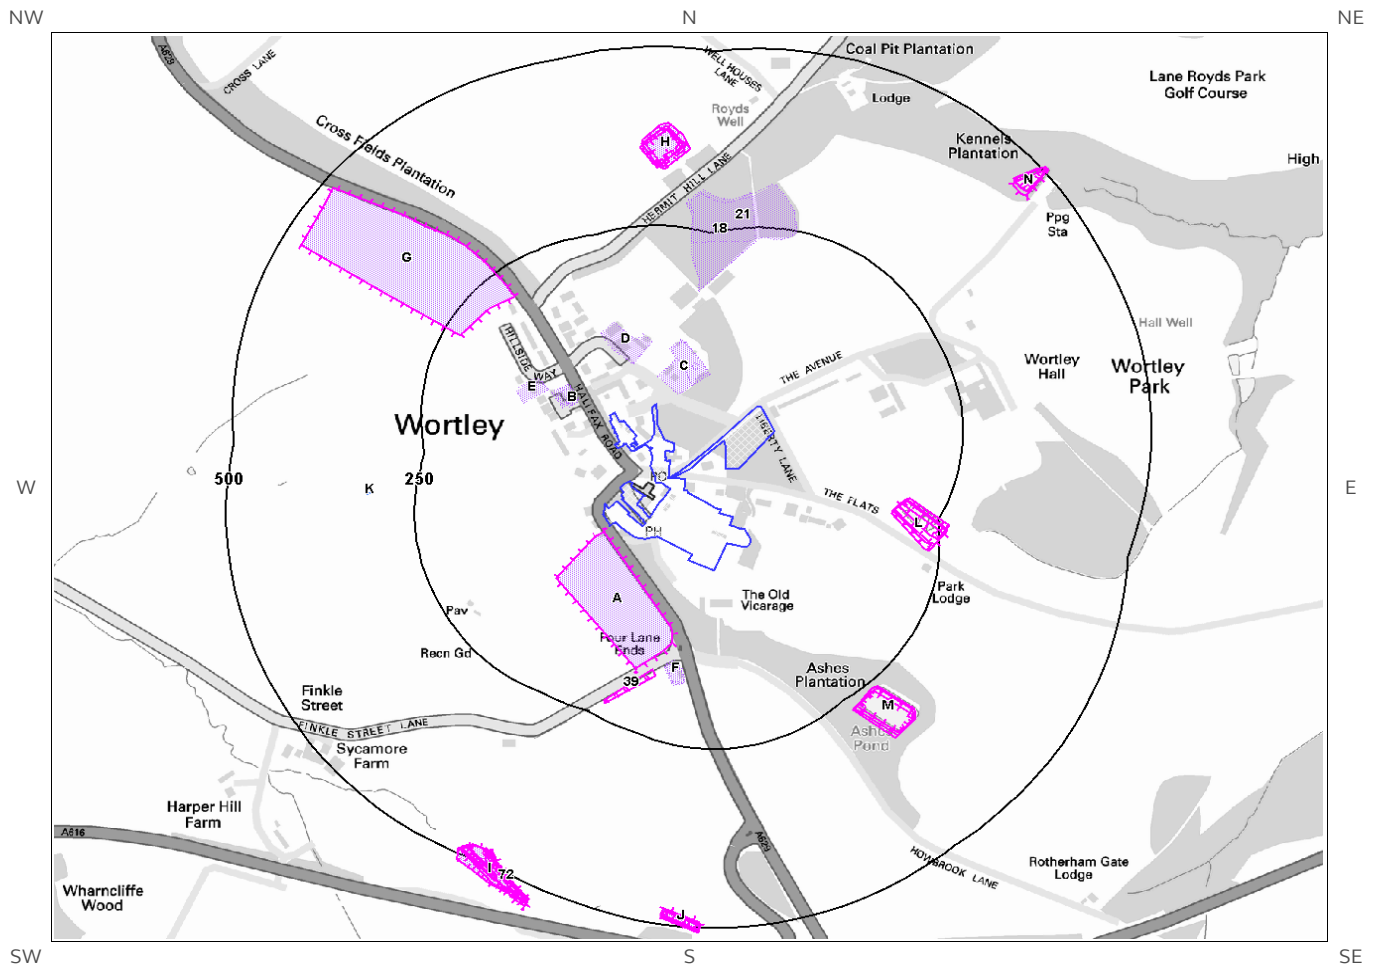 NW
N
NE
A629
CROSS LANE
WELL HOUSES
LANE
Coal Pit Plantation
Lodge
Lane Royds Park
Golf Course
Royds
Well
Cross Fields Plantation
H
Kennels
Plantation
High
HERMIT HILL LANE
N
21
18
Ppg
Sta
G
Hall Well
HILLSIDE
WAY
D
C
E
B
THE AVENUE
Wortley
Hall
Wortley
Park
Wortley
HALIFAX ROAD
LIBERTY LANE
W
500
K
250
PO
THE FLATS
E
L
PH
A
The Old
Vicarage
Park
Lodge
Pav
Recn Gd
Four Lane
Ends
F
39
Ashes
Plantation
M
Ashes
Pond
Finkle
Street
FINKLE STREET LANE
Sycamore
Farm
Harper Hill
Farm
A616
A629
HOWBROOK LANE
Rotherham Gate
Lodge
I
72
J
Wharncliffe
Wood
SW
S
SE